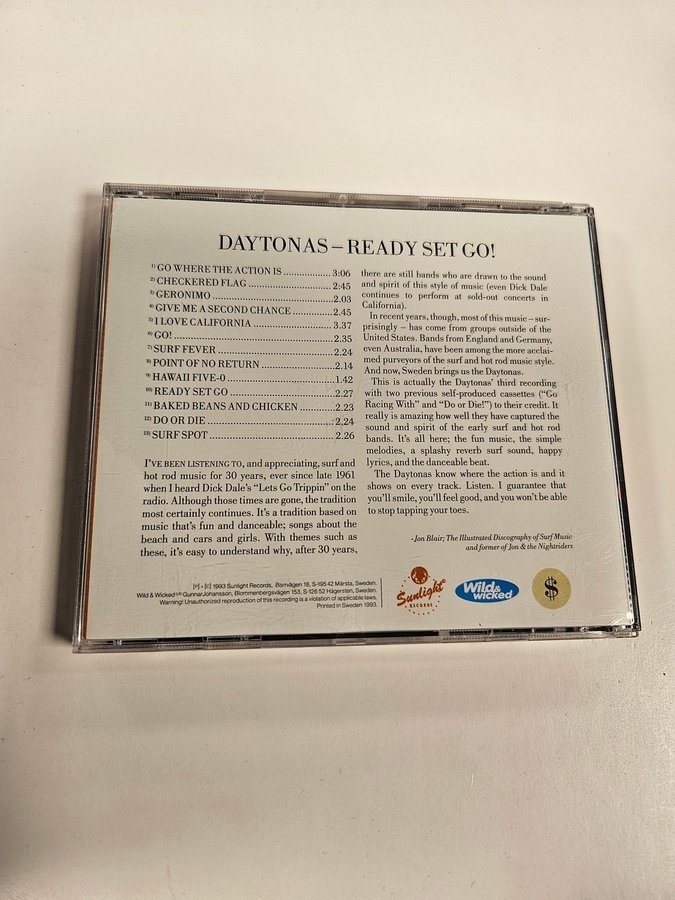 DAYTONAS – READY SET GO!
1) GO WHERE THE ACTION IS .............. 3:06
2) CHECKERED FLAG ......................... 2:45
3) GERONIMO .................................... 2.03
4) GIVE ME A SECOND CHANCE ........... 2.45
5) I LOVE CALIFORNIA ...................... 3.37
6) GO! ................................................. 2.35
7) SURF FEVER .................................. 2.24
8) POINT OF NO RETURN ................... 2.14
9) HAWAII FIVE-O ............................. 1.42
10) READY SET GO ............................. 2.27
11) BAKED BEANS AND CHICKEN ......... 2.23
12) DO OR DIE ..................................... 2.24
13) SURF SPOT .................................... 2.26
I'VE BEEN LISTENING TO, and appreciating, surf and
hot rod music for 30 years, ever since late 1961
when I heard Dick Dale's "Lets Go Trippin" on the
radio. Although those times are gone, the tradition
most certainly continues. It's a tradition based on
music that's fun and danceable; songs about the
beach and cars and girls. With themes such as
these, it's easy to understand why, after 30 years,
there are still bands who are drawn to the sound
and spirit of this style of music (even Dick Dale
continues to perform at sold-out concerts in
California).
In recent years, though, most of this music – sur-
prisingly – has come from groups outside of the
United States. Bands from England and Germany,
even Australia, have been among the more acclai-
med purveyors of the surf and hot rod music style.
And now, Sweden brings us the Daytonas.
This is actually the Daytonas' third recording
with two previous self-produced cassettes ("Go
Racing With" and "Do or Die!") to their credit. It
really is amazing how well they have captured the
sound and spirit of the early surf and hot rod
bands. It's all here; the fun music, the simple
melodies, a splashy reverb surf sound, happy
lyrics, and the danceable beat.
The Daytonas know where the action is and it
shows on every track. Listen. I guarantee that
you'll smile, you'll feel good, and you won't be able
to stop tapping your toes.
-Jon Blair; The Illustrated Discography of Surf Music
and former of Jon & the Nightriders
(P) + (C) 1993 Sunlight Records, Barrvägen 18, S-195 42 Märsta, Sweden.
Wild & Wicked c/o Gunnar Johansson, Blommenbergsvägen 153, S-126 52 Hägersten, Sweden.
Warning! Unauthorized reproduction of this recording is a violation of applicable laws.
Printed in Sweden 1993.
Sunlight
RECORDS
Wild &
wicked
$